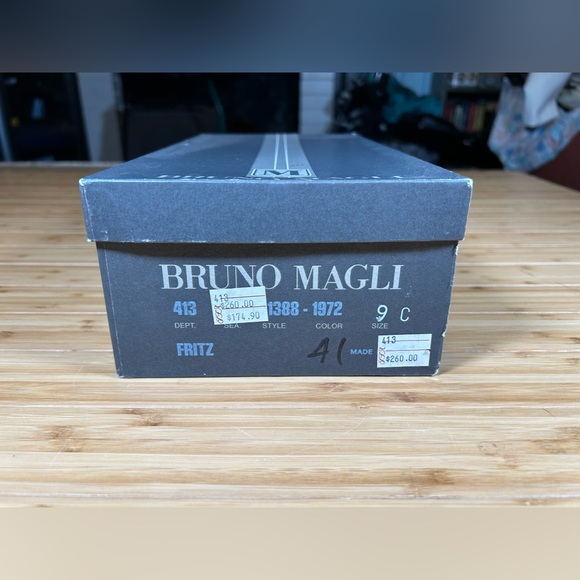 M
BRUNO MAGLI
413 1388 - 1972 9 C
413
$260.00
$174.90
DEPT. SEA. STYLE COLOR SIZE
FRITZ 41 MADE
413
$260.00